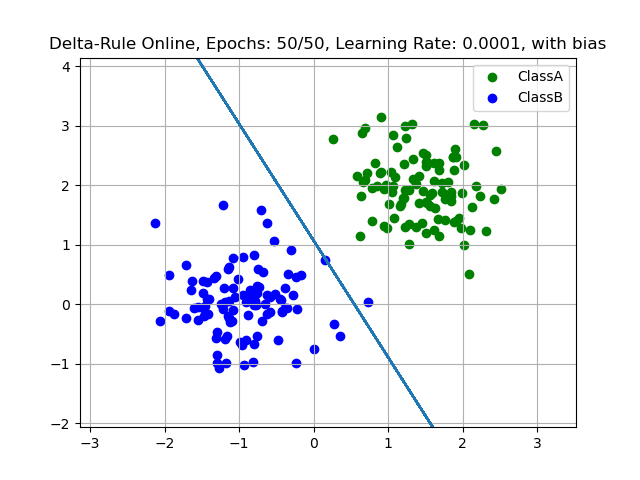 Delta-Rule Online, Epochs: 50/50, Learning Rate: 0.0001, with bias
ClassA
ClassB
4
3
2
1
0
−1
−2
−3 −2 −1 0 1 2 3